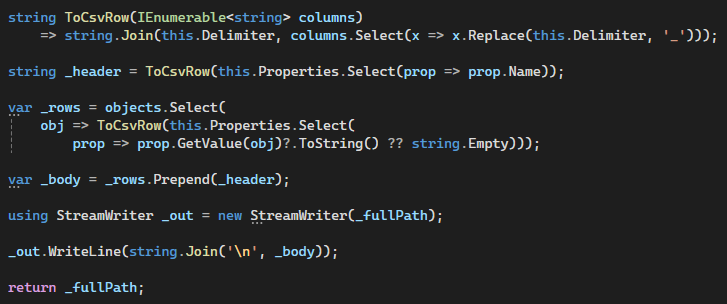 string ToCsvRow(IEnumerable<string> columns)
    => string.Join(this.Delimiter, columns.Select(x => x.Replace(this.Delimiter, '_')));
string _header = ToCsvRow(this.Properties.Select(prop => prop.Name));
var _rows = objects.Select(
    obj => ToCsvRow(this.Properties.Select(
        prop => prop.GetValue(obj)?.ToString() ?? string.Empty)));
var _body = _rows.Prepend(_header);
using StreamWriter _out = new StreamWriter(_fullPath);
_out.WriteLine(string.Join('\n', _body));
return _fullPath;